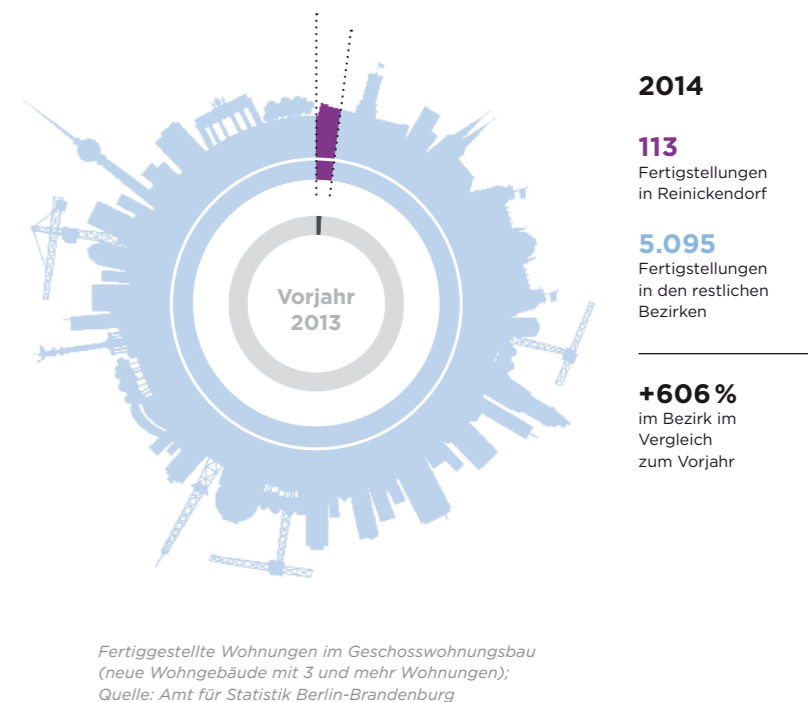 Vorjahr
2013
2014
113
Fertigstellungen
in Reinickendorf
5.095
Fertigstellungen
in den restlichen
Bezirken
+606 %
im Bezirk im
Vergleich
zum Vorjahr
Fertiggestellte Wohnungen im Geschosswohnungsbau
(neue Wohngebäude mit 3 und mehr Wohnungen);
Quelle: Amt für Statistik Berlin-Brandenburg